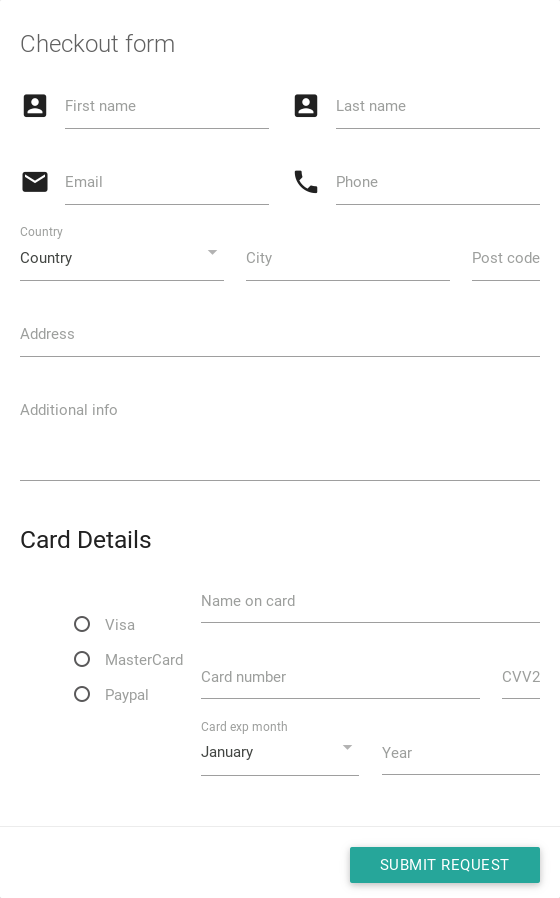 Checkout form
First name Last name
Email Phone
Country
Country City Post code
Address
Additional info
Card Details
Name on card
Visa
MasterCard
Card number CVV2
Paypal
Card exp month
January Year
SUBMIT REQUEST